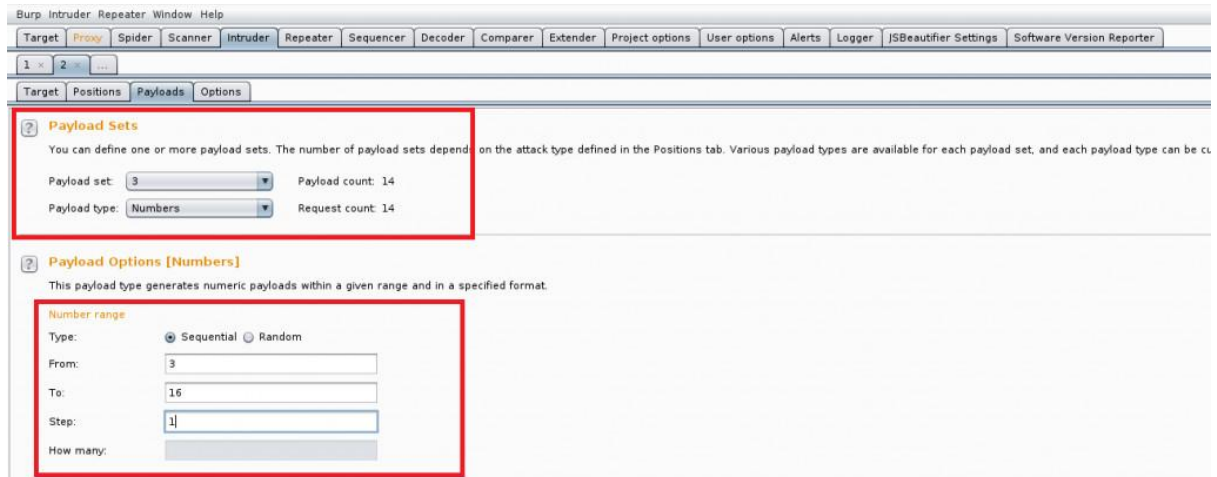 Burp Intruder Repeater Window Help
Target Proxy Spider Scanner Intruder Repeater Sequencer Decoder Comparer Extender Project options User options Alerts Logger JSBeautifier Settings Software Version Reporter
1 × 2 × ...
Target Positions Payloads Options
? Payload Sets
You can define one or more payload sets. The number of payload sets depends on the attack type defined in the Positions tab. Various payload types are available for each payload set, and each payload type can be cu
Payload set: 3 Payload count: 14
Payload type: Numbers Request count: 14
? Payload Options [Numbers]
This payload type generates numeric payloads within a given range and in a specified format.
Number range
Type: Sequential Random
From: 3
To: 16
Step: 1
How many: